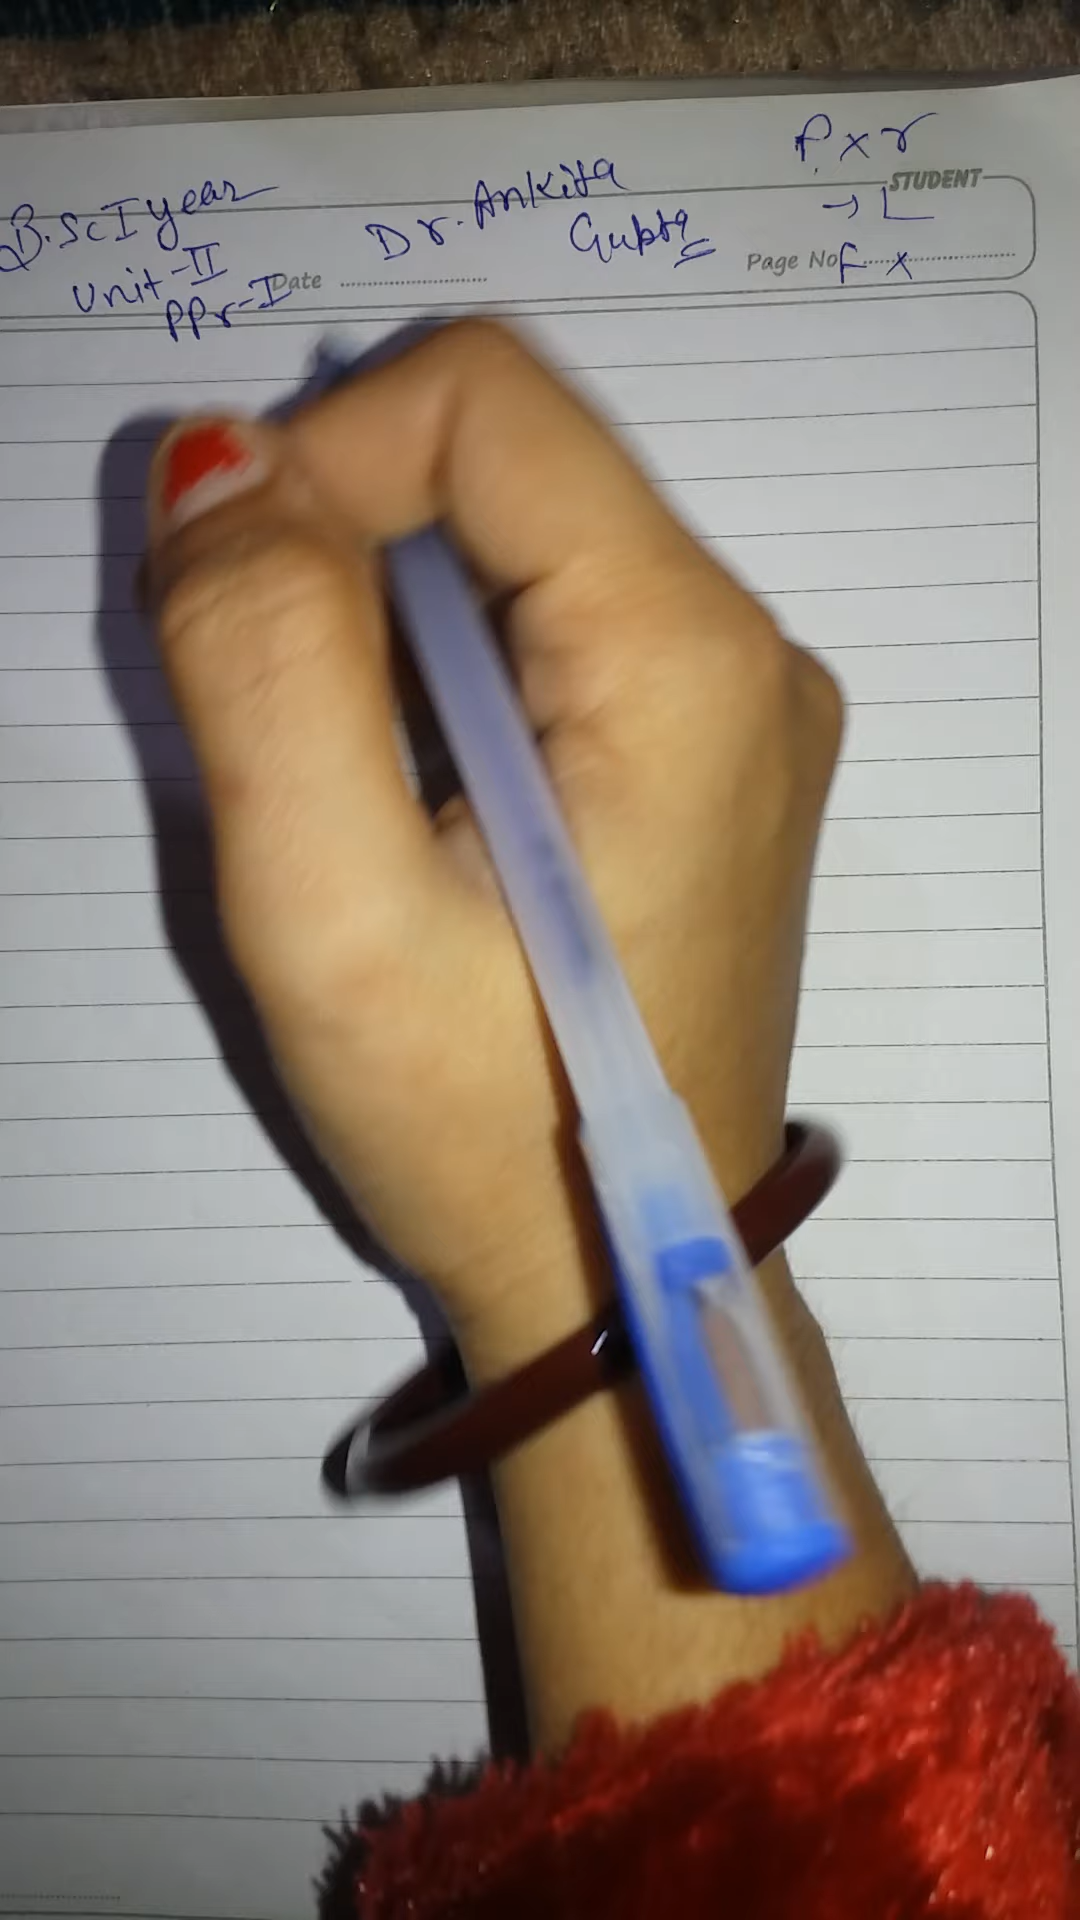 B.Sc I year
Unit-II
PPr-I
Dr. Ankita
Gupta
P x r
→ L
F x
STUDENT
Date
Page No.